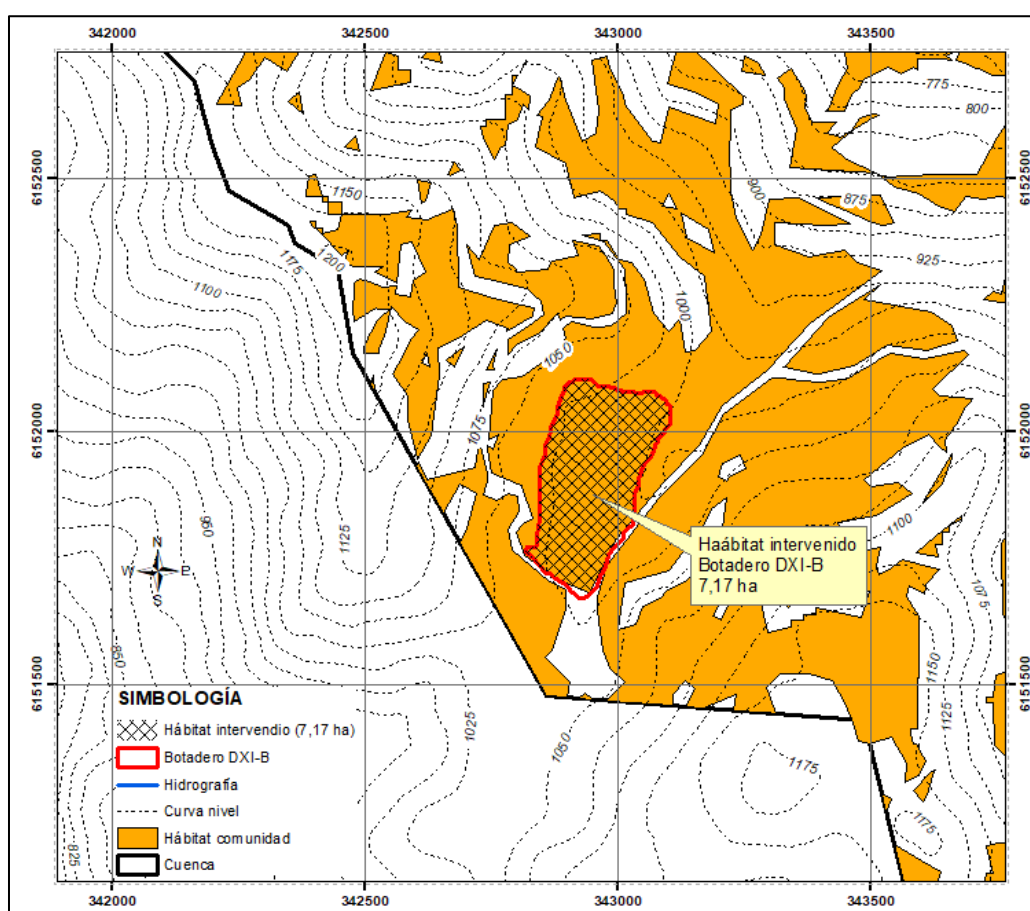 342000 342500 343000 343500
775
800
6152500
6152500
1150
900
875
1175
1200
925
1100
1000
1050
6152000
6152000
1075
950
1125
1100
Haábitat intervenido
Botadero DXI-B
7,17 ha
N
W E
S
1075
850
1150
6151500
6151500
1125
SIMBOLOGÍA
Hábitat intervendio (7,17 ha)
Botadero DXI-B
Hidrografía
Curva nivel
Hábitat comunidad
Cuenca
1025
1050
1175
1175
825
342000 342500 343000 343500